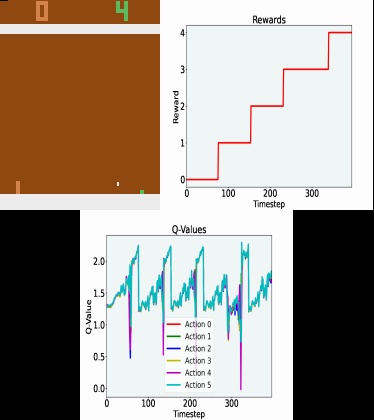 0 4
Rewards
4
3
2
1
0
Reward
0 100 200 300
Timestep
Q-Values
2.0
1.5
1.0
0.5
0.0
Q-Value
Action 0
Action 1
Action 2
Action 3
Action 4
Action 5
0 100 200 300
Timestep